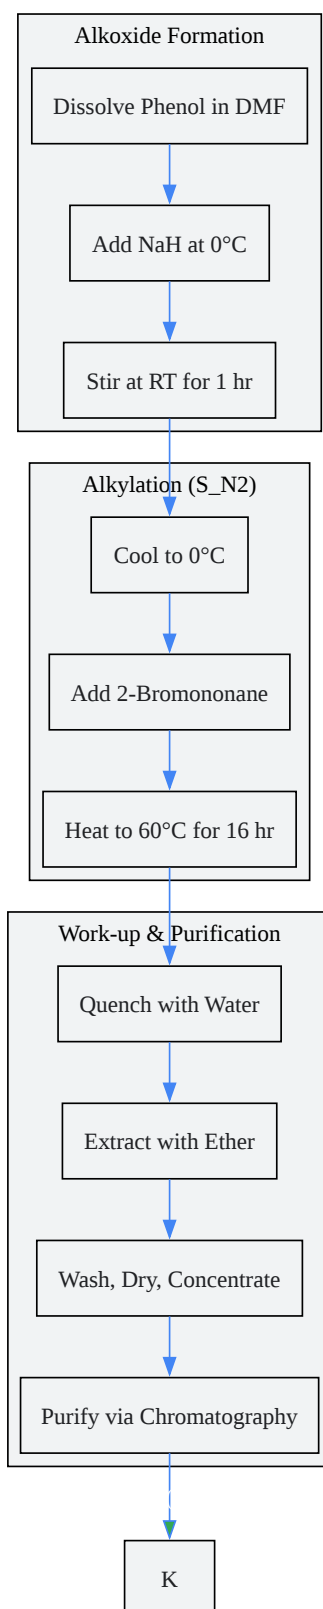 Alkoxide Formation
Dissolve Phenol in DMF
Add NaH at 0°C
Stir at RT for 1 hr
Alkylation (S_N2)
Cool to 0°C
Add 2-Bromononane
Heat to 60°C for 16 hr
Work-up & Purification
Quench with Water
Extract with Ether
Wash, Dry, Concentrate
Purify via Chromatography
K